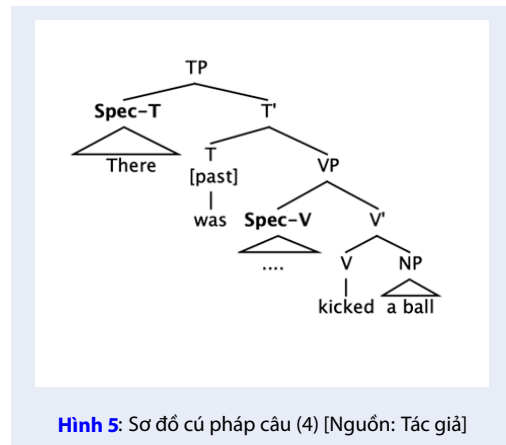 TP
Spec-T T'
There T VP
[past]
was Spec-V V'
.... V NP
kicked a ball
Hình 5: Sơ đồ cú pháp câu (4) [Nguồn: Tác giả]